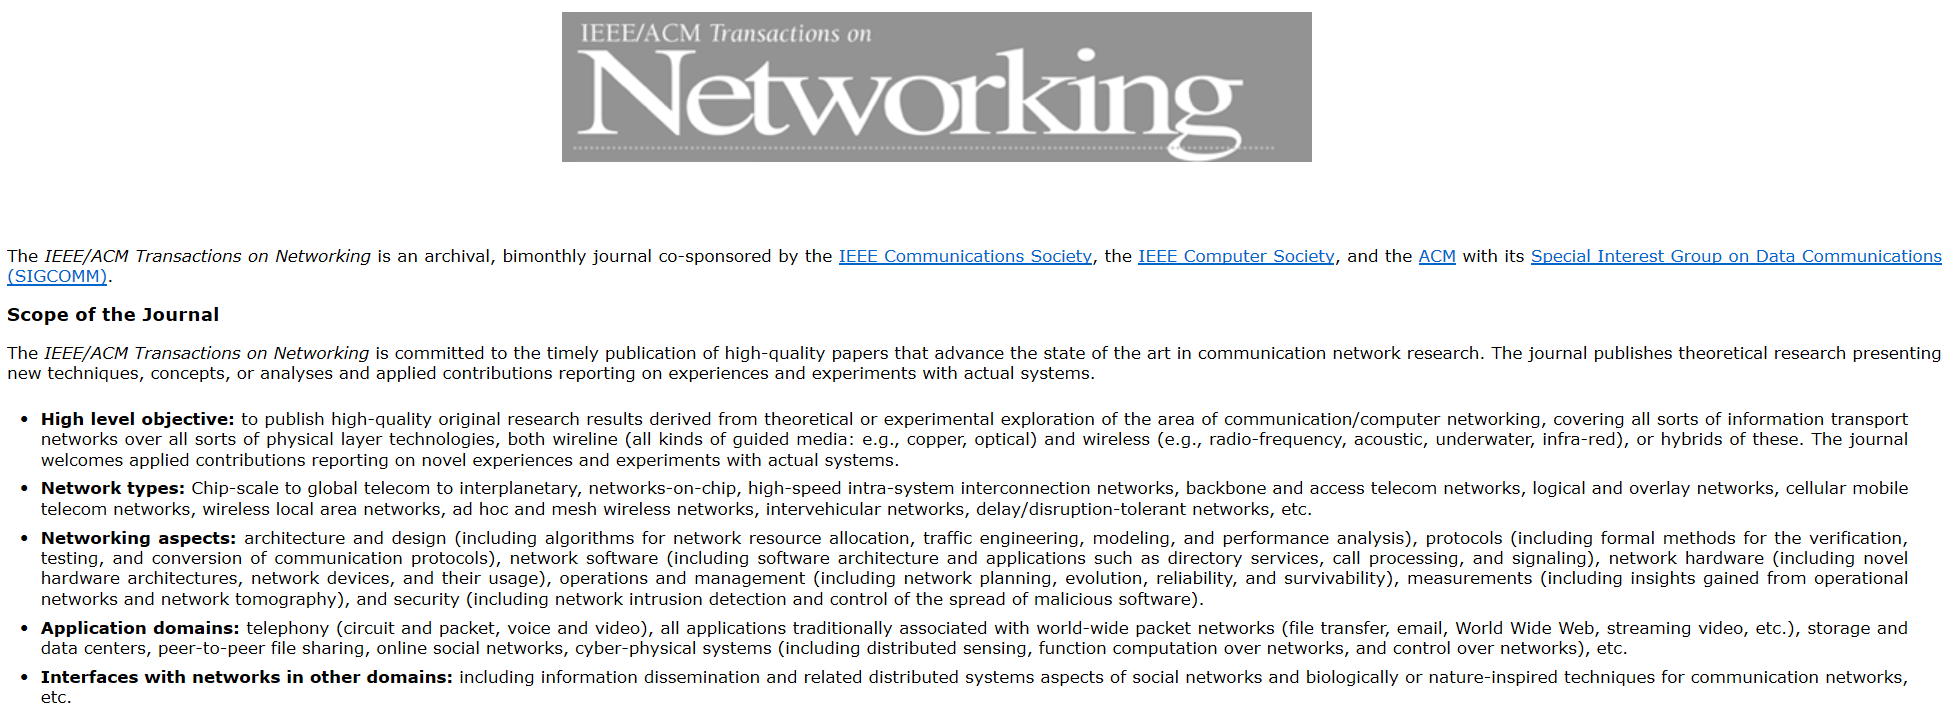 IEEE/ACM Transactions on
Networking
The IEEE/ACM Transactions on Networking is an archival, bimonthly journal co-sponsored by the IEEE Communications Society, the IEEE Computer Society, and the ACM with its Special Interest Group on Data Communications
(SIGCOMM).
Scope of the Journal
The IEEE/ACM Transactions on Networking is committed to the timely publication of high-quality papers that advance the state of the art in communication network research. The journal publishes theoretical research presenting
new techniques, concepts, or analyses and applied contributions reporting on experiences and experiments with actual systems.
• High level objective: to publish high-quality original research results derived from theoretical or experimental exploration of the area of communication/computer networking, covering all sorts of information transport
networks over all sorts of physical layer technologies, both wireline (all kinds of guided media: e.g., copper, optical) and wireless (e.g., radio-frequency, acoustic, underwater, infra-red), or hybrids of these. The journal
welcomes applied contributions reporting on novel experiences and experiments with actual systems.
• Network types: Chip-scale to global telecom to interplanetary, networks-on-chip, high-speed intra-system interconnection networks, backbone and access telecom networks, logical and overlay networks, cellular mobile
telecom networks, wireless local area networks, ad hoc and mesh wireless networks, intervehicular networks, delay/disruption-tolerant networks, etc.
• Networking aspects: architecture and design (including algorithms for network resource allocation, traffic engineering, modeling, and performance analysis), protocols (including formal methods for the verification,
testing, and conversion of communication protocols), network software (including software architecture and applications such as directory services, call processing, and signaling), network hardware (including novel
hardware architectures, network devices, and their usage), operations and management (including network planning, evolution, reliability, and survivability), measurements (including insights gained from operational
networks and network tomography), and security (including network intrusion detection and control of the spread of malicious software).
• Application domains: telephony (circuit and packet, voice and video), all applications traditionally associated with world-wide packet networks (file transfer, email, World Wide Web, streaming video, etc.), storage and
data centers, peer-to-peer file sharing, online social networks, cyber-physical systems (including distributed sensing, function computation over networks, and control over networks), etc.
• Interfaces with networks in other domains: including information dissemination and related distributed systems aspects of social networks and biologically or nature-inspired techniques for communication networks,
etc.